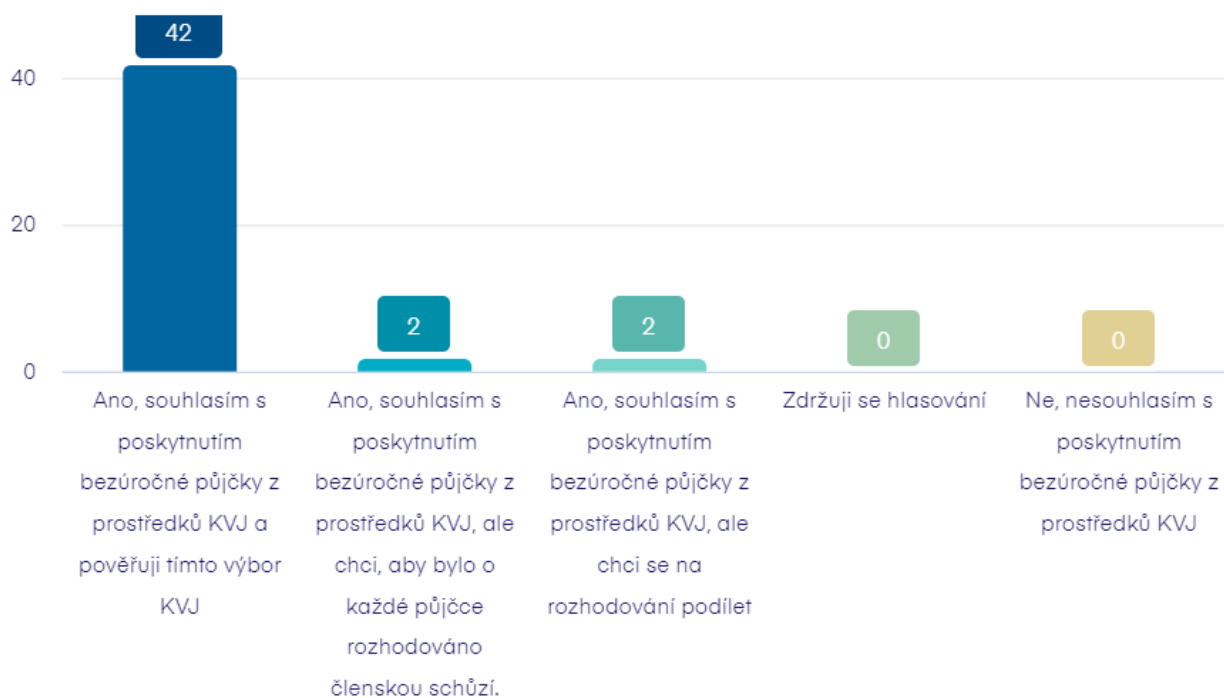 42
40
20
2
2
0
0
0
Ano, souhlasím s
poskytnutím
bezúročné půjčky z
prostředků KVJ a
pověřuji tímto výbor
KVJ
Ano, souhlasím s
poskytnutím
bezúročné půjčky z
prostředků KVJ, ale
chci, aby bylo o
každé půjčce
rozhodováno
členskou schůzí.
Ano, souhlasím s
poskytnutím
bezúročné půjčky z
prostředků KVJ, ale
chci se na
rozhodování podílet
Zdržuji se hlasování
Ne, nesouhlasím s
poskytnutím
bezúročné půjčky z
prostředků KVJ